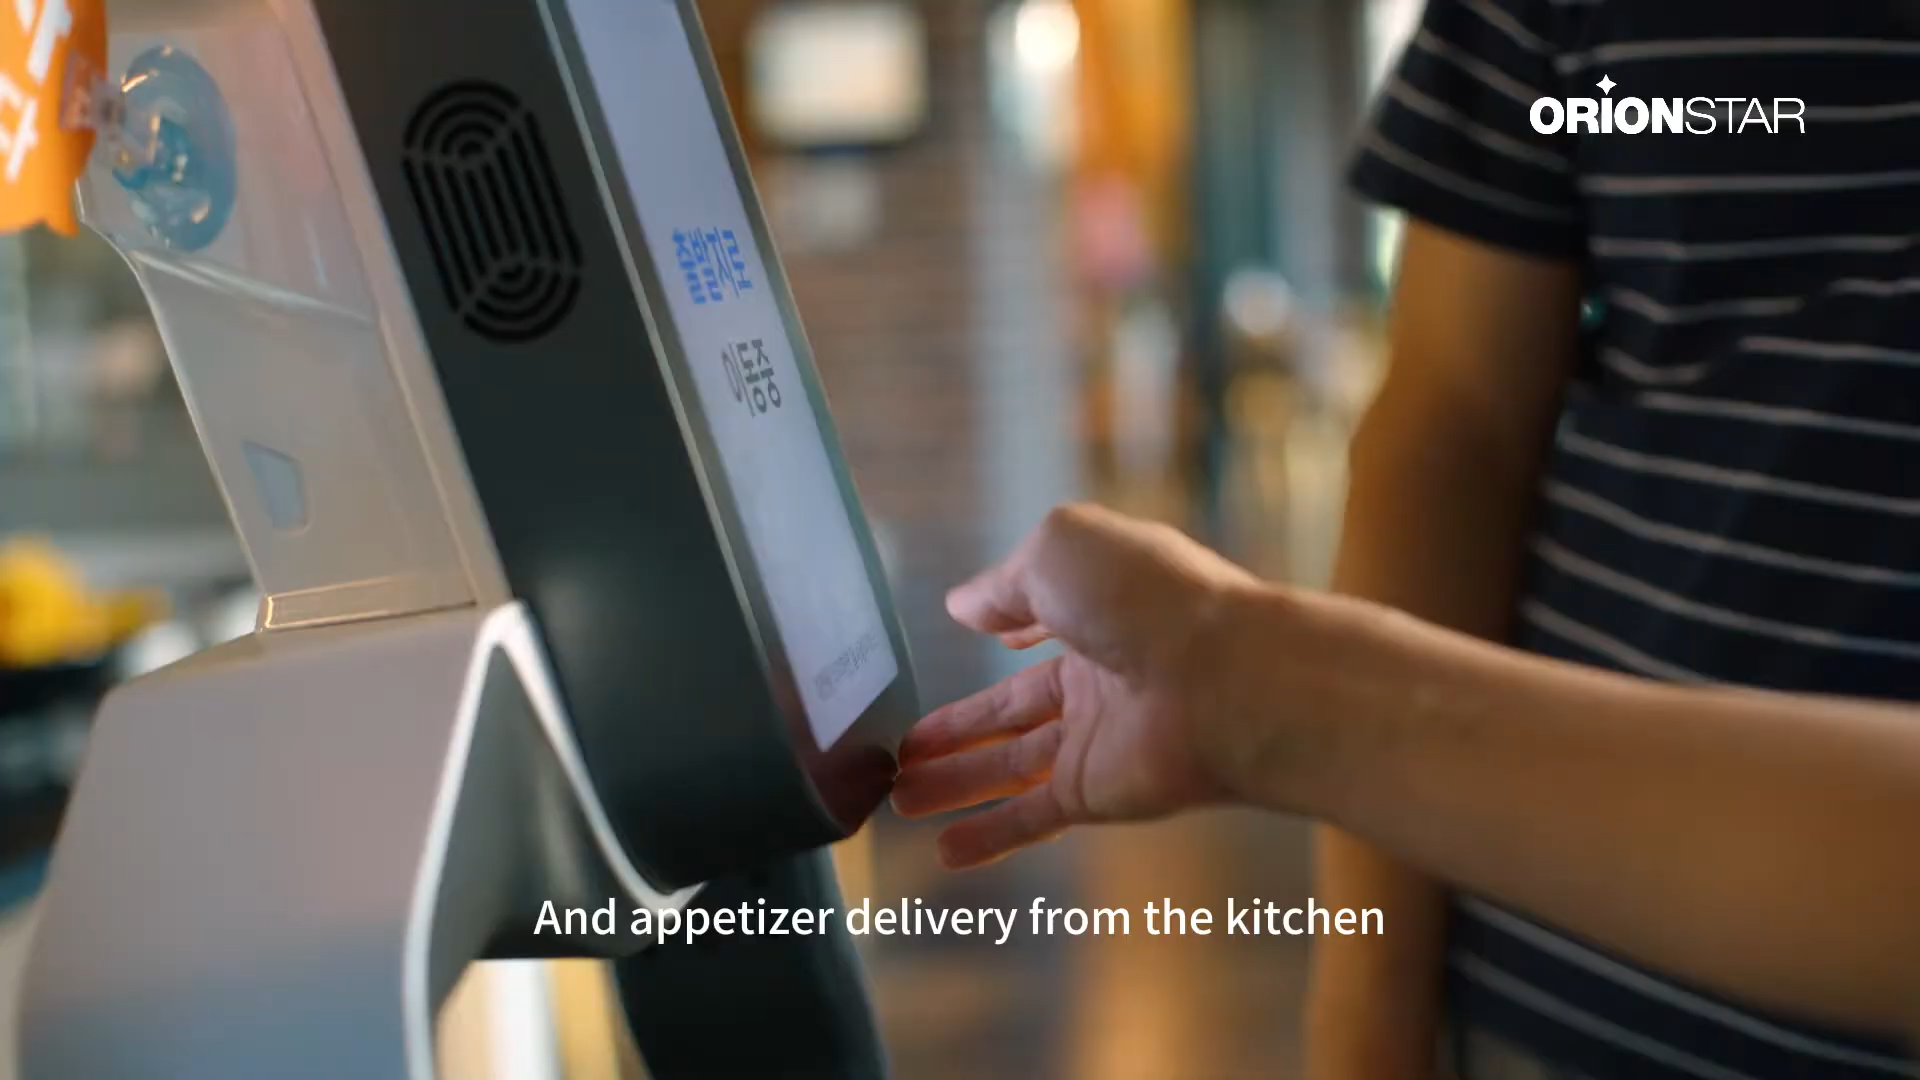 ORIONSTAR
출발지로
이동중
And appetizer delivery from the kitchen